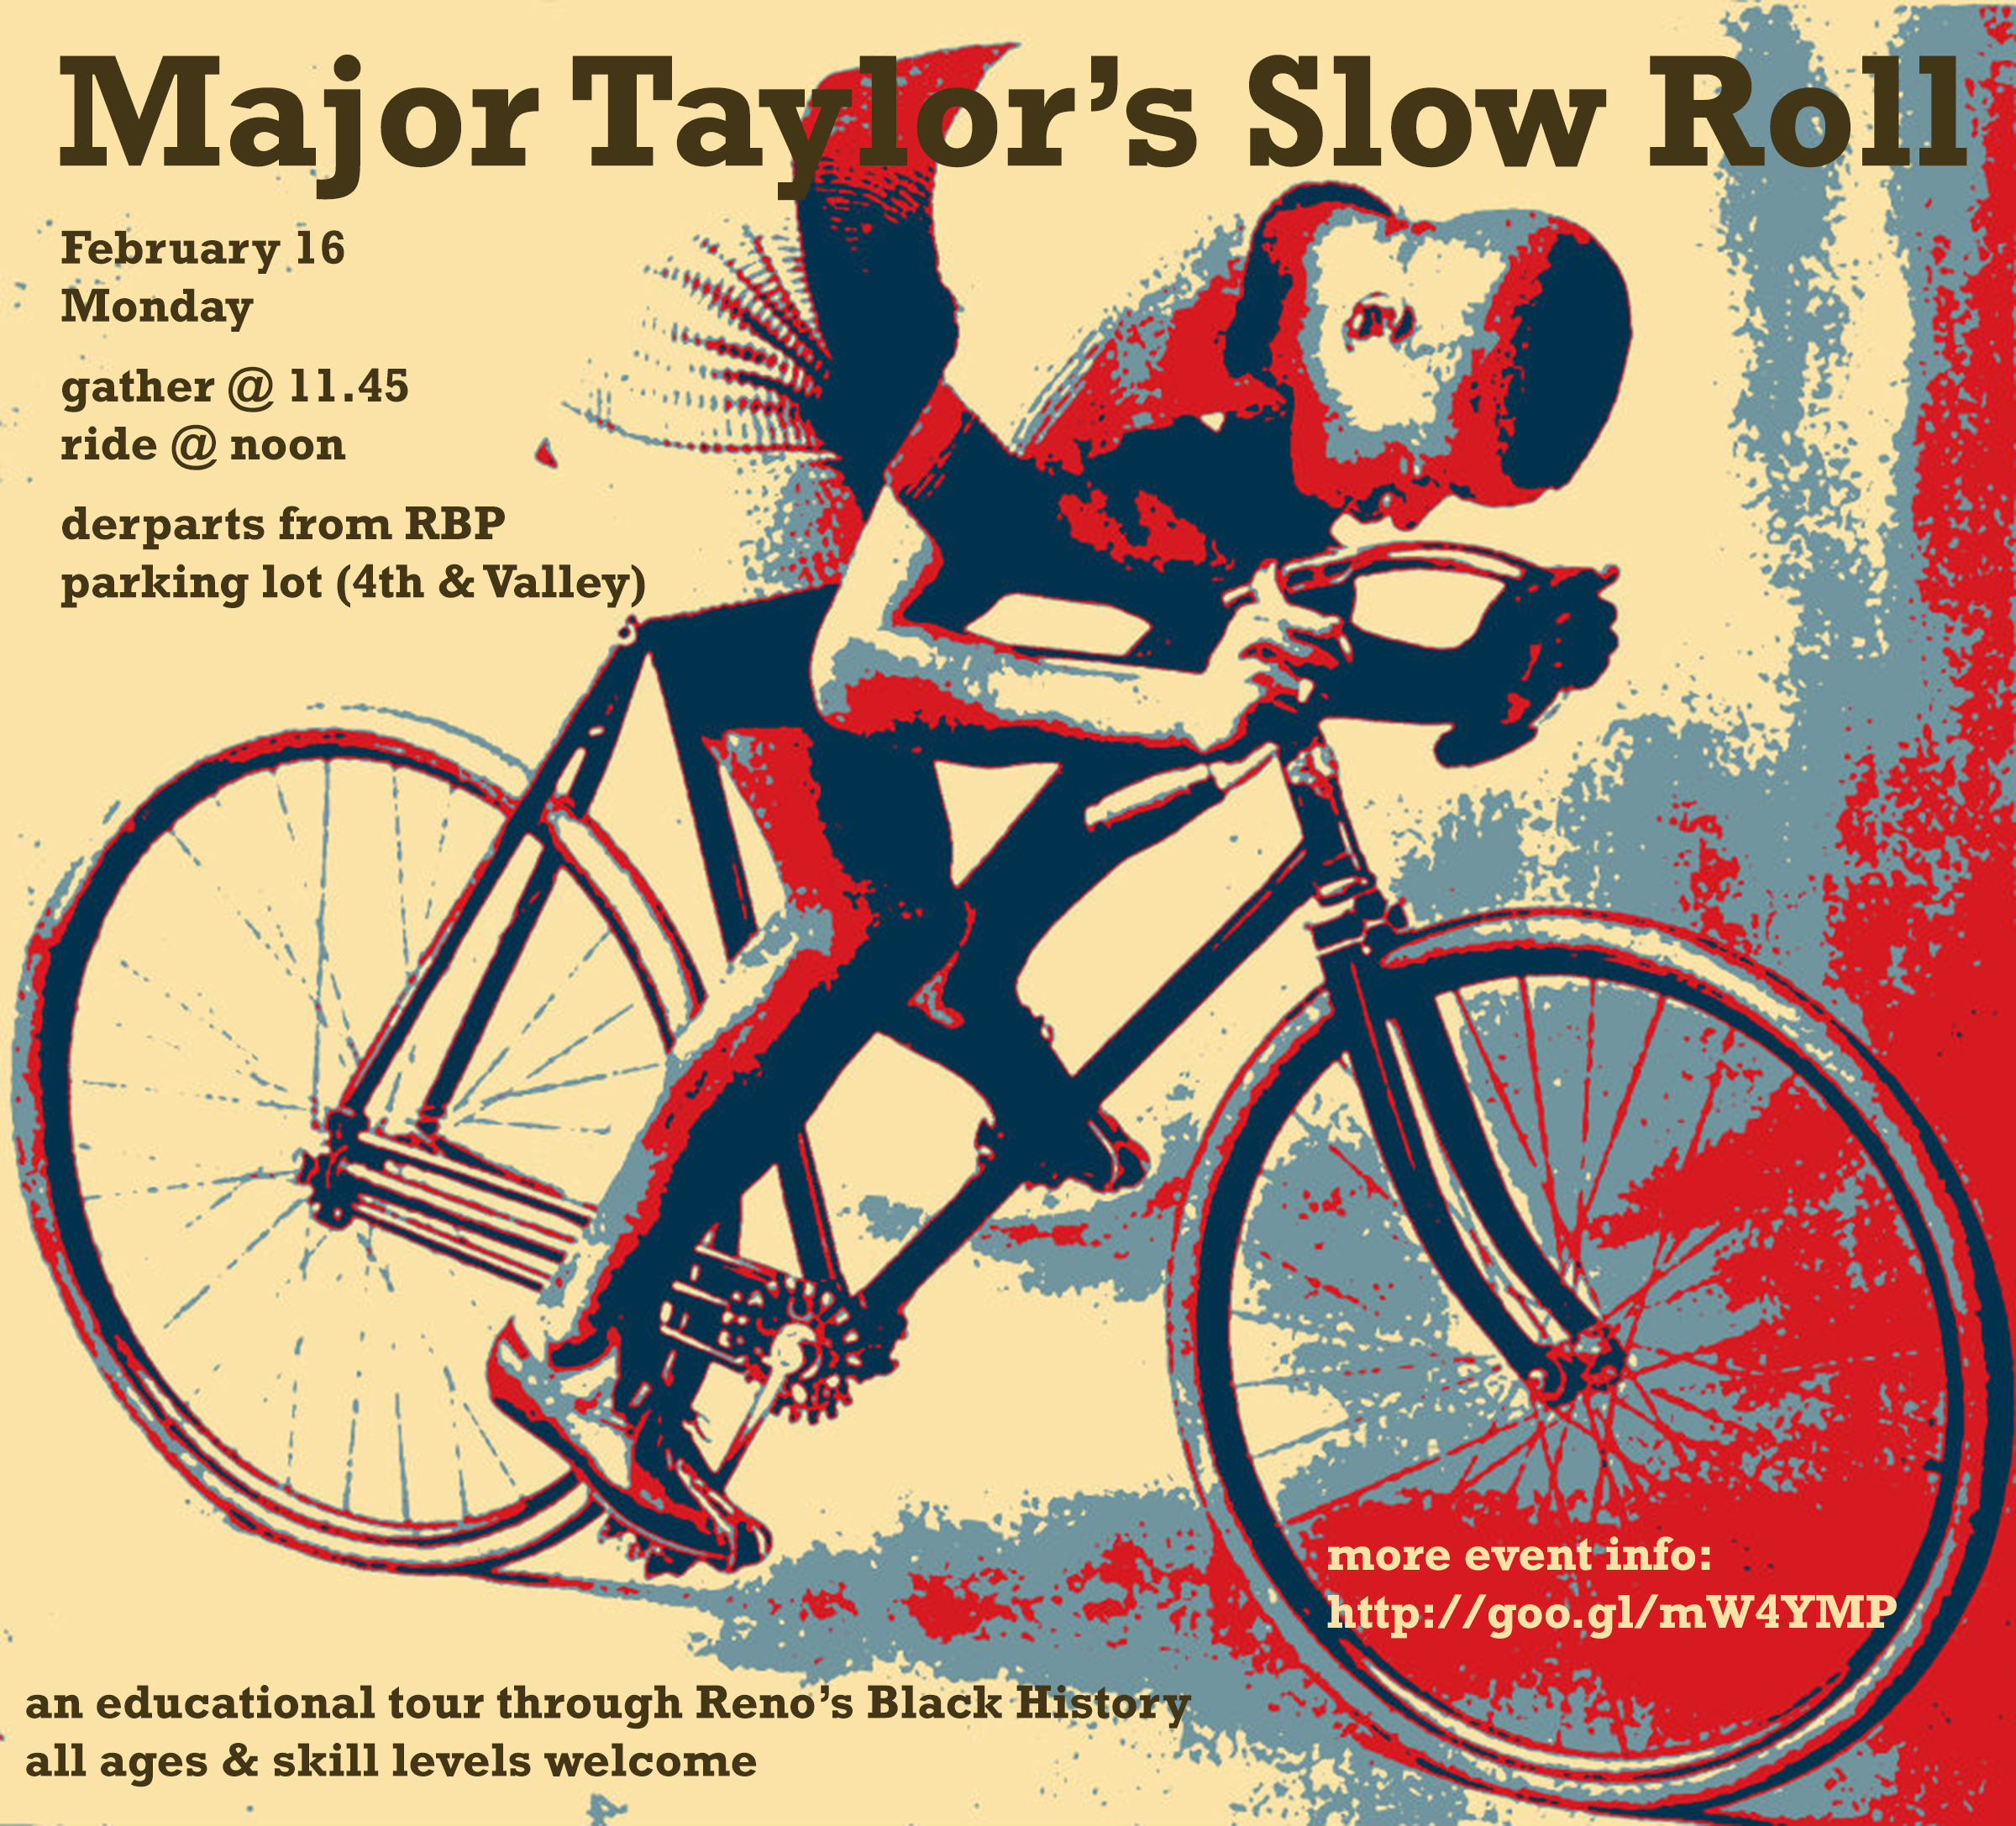 Major Taylor’s Slow Roll
February 16
Monday
gather @ 11.45
ride @ noon
derparts from RBP
parking lot (4th & Valley)
more event info:
http://goo.gl/mW4YMP
an educational tour through Reno’s Black History
all ages & skill levels welcome